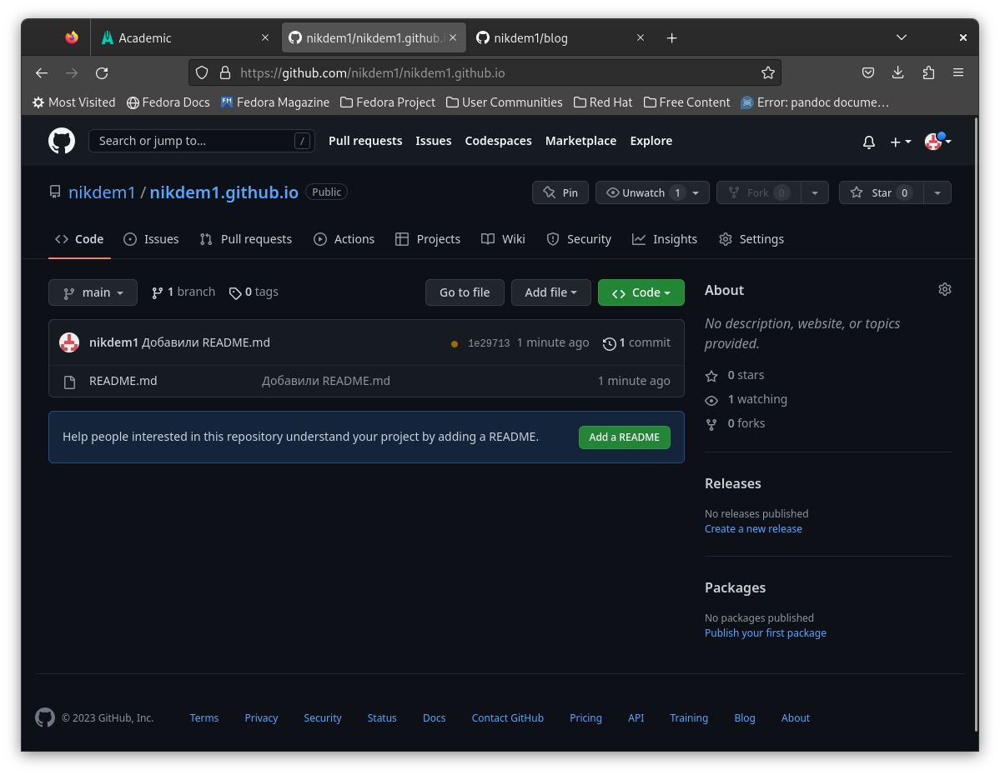 Academic nikdem1/nikdem1.github. nikdem1/blog
https://github.com/nikdem1/nikdem1.github.io
Most Visited Fedora Docs FM Fedora Magazine Fedora Project User Communities Red Hat Free Content Error: pandoc docume…
Search or jump to… / Pull requests Issues Codespaces Marketplace Explore
nikdem1 / nikdem1.github.io Public Pin Unwatch 1 Fork 0 Star 0
Code Issues Pull requests Actions Projects Wiki Security Insights Settings
main 1 branch 0 tags Go to file Add file Code
nikdem1 Добавили README.md 1e29713 1 minute ago 1 commit
README.md Добавили README.md 1 minute ago
Help people interested in this repository understand your project by adding a README. Add a README
About
No description, website, or topics
provided.
0 stars
1 watching
0 forks
Releases
No releases published
Create a new release
Packages
No packages published
Publish your first package
© 2023 GitHub, Inc. Terms Privacy Security Status Docs Contact GitHub Pricing API Training Blog About